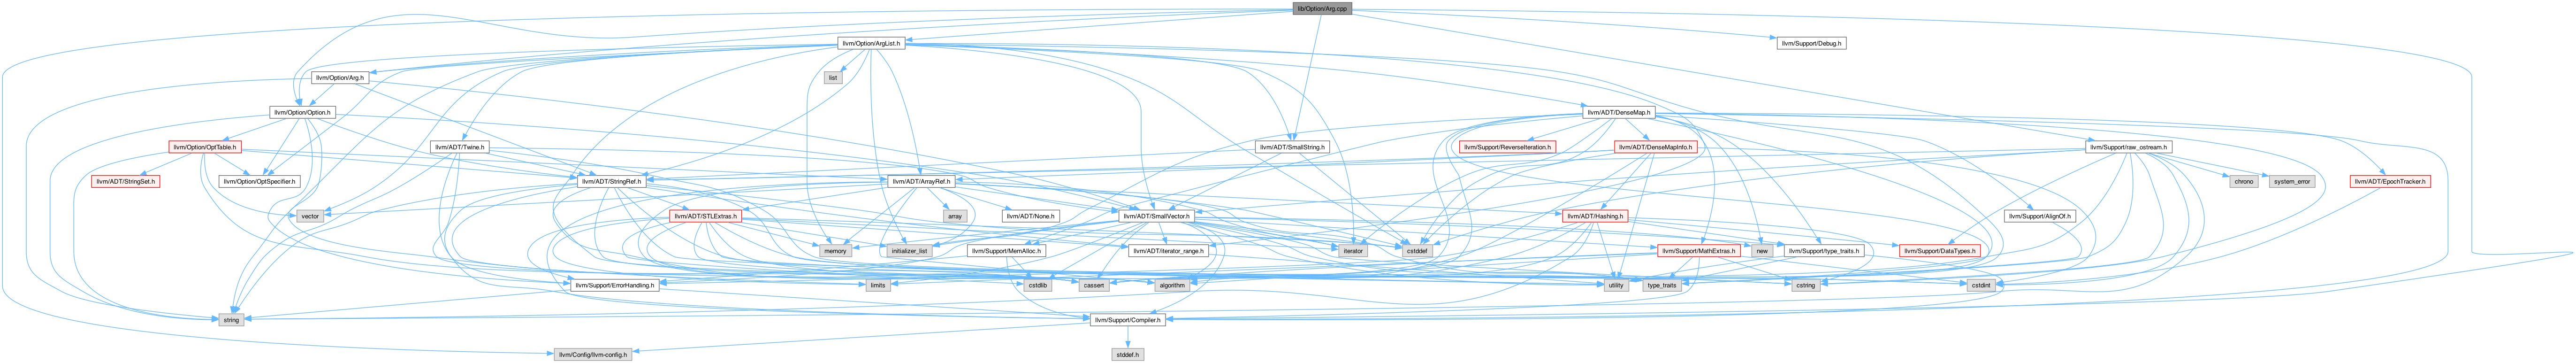 lib/Option/Arg.cpp
llvm/Option/ArgList.h
llvm/Support/Debug.h
list
llvm/Option/Arg.h
llvm/Option/Option.h
llvm/ADT/DenseMap.h
llvm/Option/OptTable.h
llvm/ADT/Twine.h
llvm/ADT/SmallString.h
llvm/Support/ReverseIteration.h
llvm/ADT/DenseMapInfo.h
llvm/Support/raw_ostream.h
llvm/ADT/StringSet.h
llvm/Option/OptSpecifier.h
llvm/ADT/StringRef.h
llvm/ADT/ArrayRef.h
chrono
system_error
llvm/ADT/EpochTracker.h
vector
llvm/ADT/STLExtras.h
array
llvm/ADT/None.h
llvm/ADT/SmallVector.h
llvm/ADT/Hashing.h
llvm/Support/AlignOf.h
memory
initializer_list
llvm/Support/MemAlloc.h
llvm/ADT/iterator_range.h
iterator
cstddef
llvm/Support/MathExtras.h
new
llvm/Support/type_traits.h
llvm/Support/DataTypes.h
llvm/Support/ErrorHandling.h
limits
cstdlib
cassert
algorithm
utility
type_traits
cstring
cstdint
string
llvm/Support/Compiler.h
llvm/Config/llvm-config.h
stddef.h